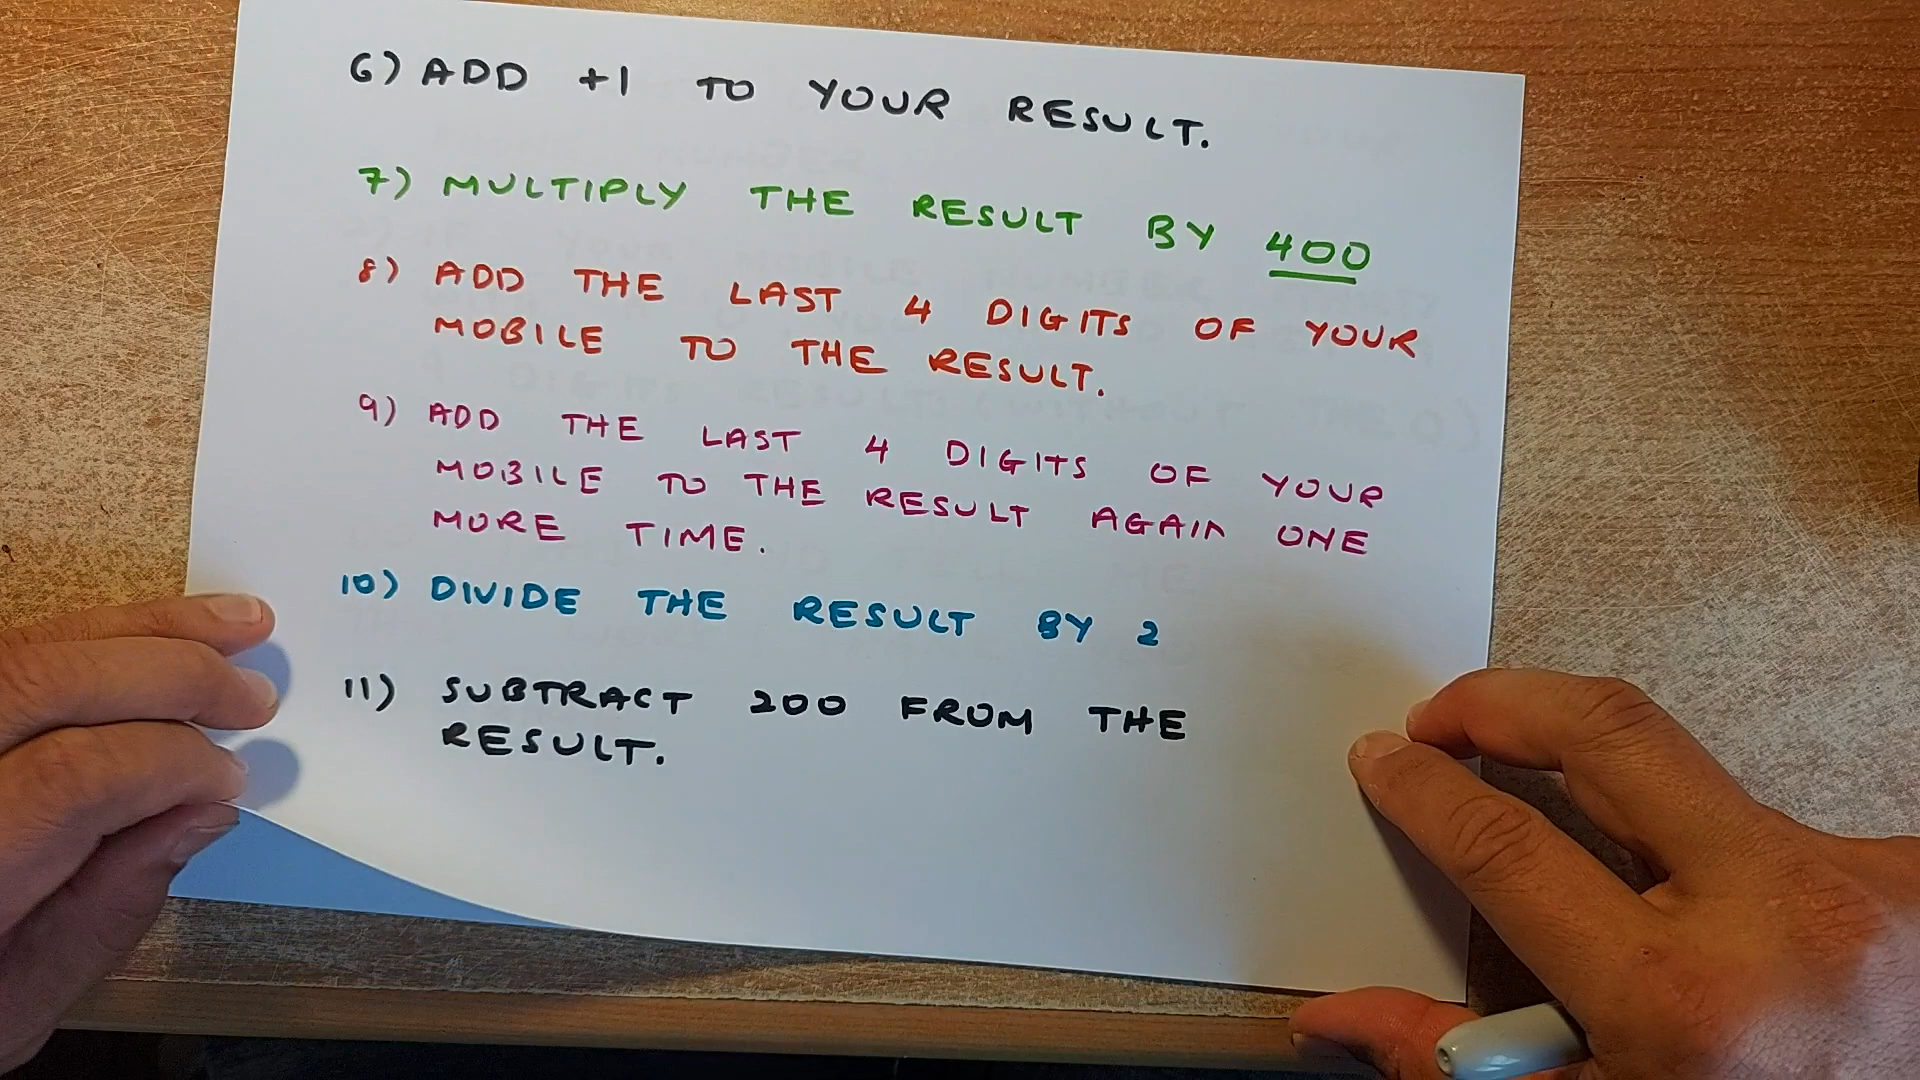 6) ADD +1 TO YOUR RESULT.
7) MULTIPLY THE RESULT BY 400
8) ADD THE LAST 4 DIGITS OF YOUR
MOBILE TO THE RESULT.
9) ADD THE LAST 4 DIGITS OF YOUR
MOBILE TO THE RESULT AGAIN ONE
MORE TIME.
10) DIVIDE THE RESULT BY 2
11) SUBTRACT 200 FROM THE
RESULT.